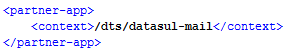 <partner-app>
<context>/dts/datasul-mail</context>
</partner-app>